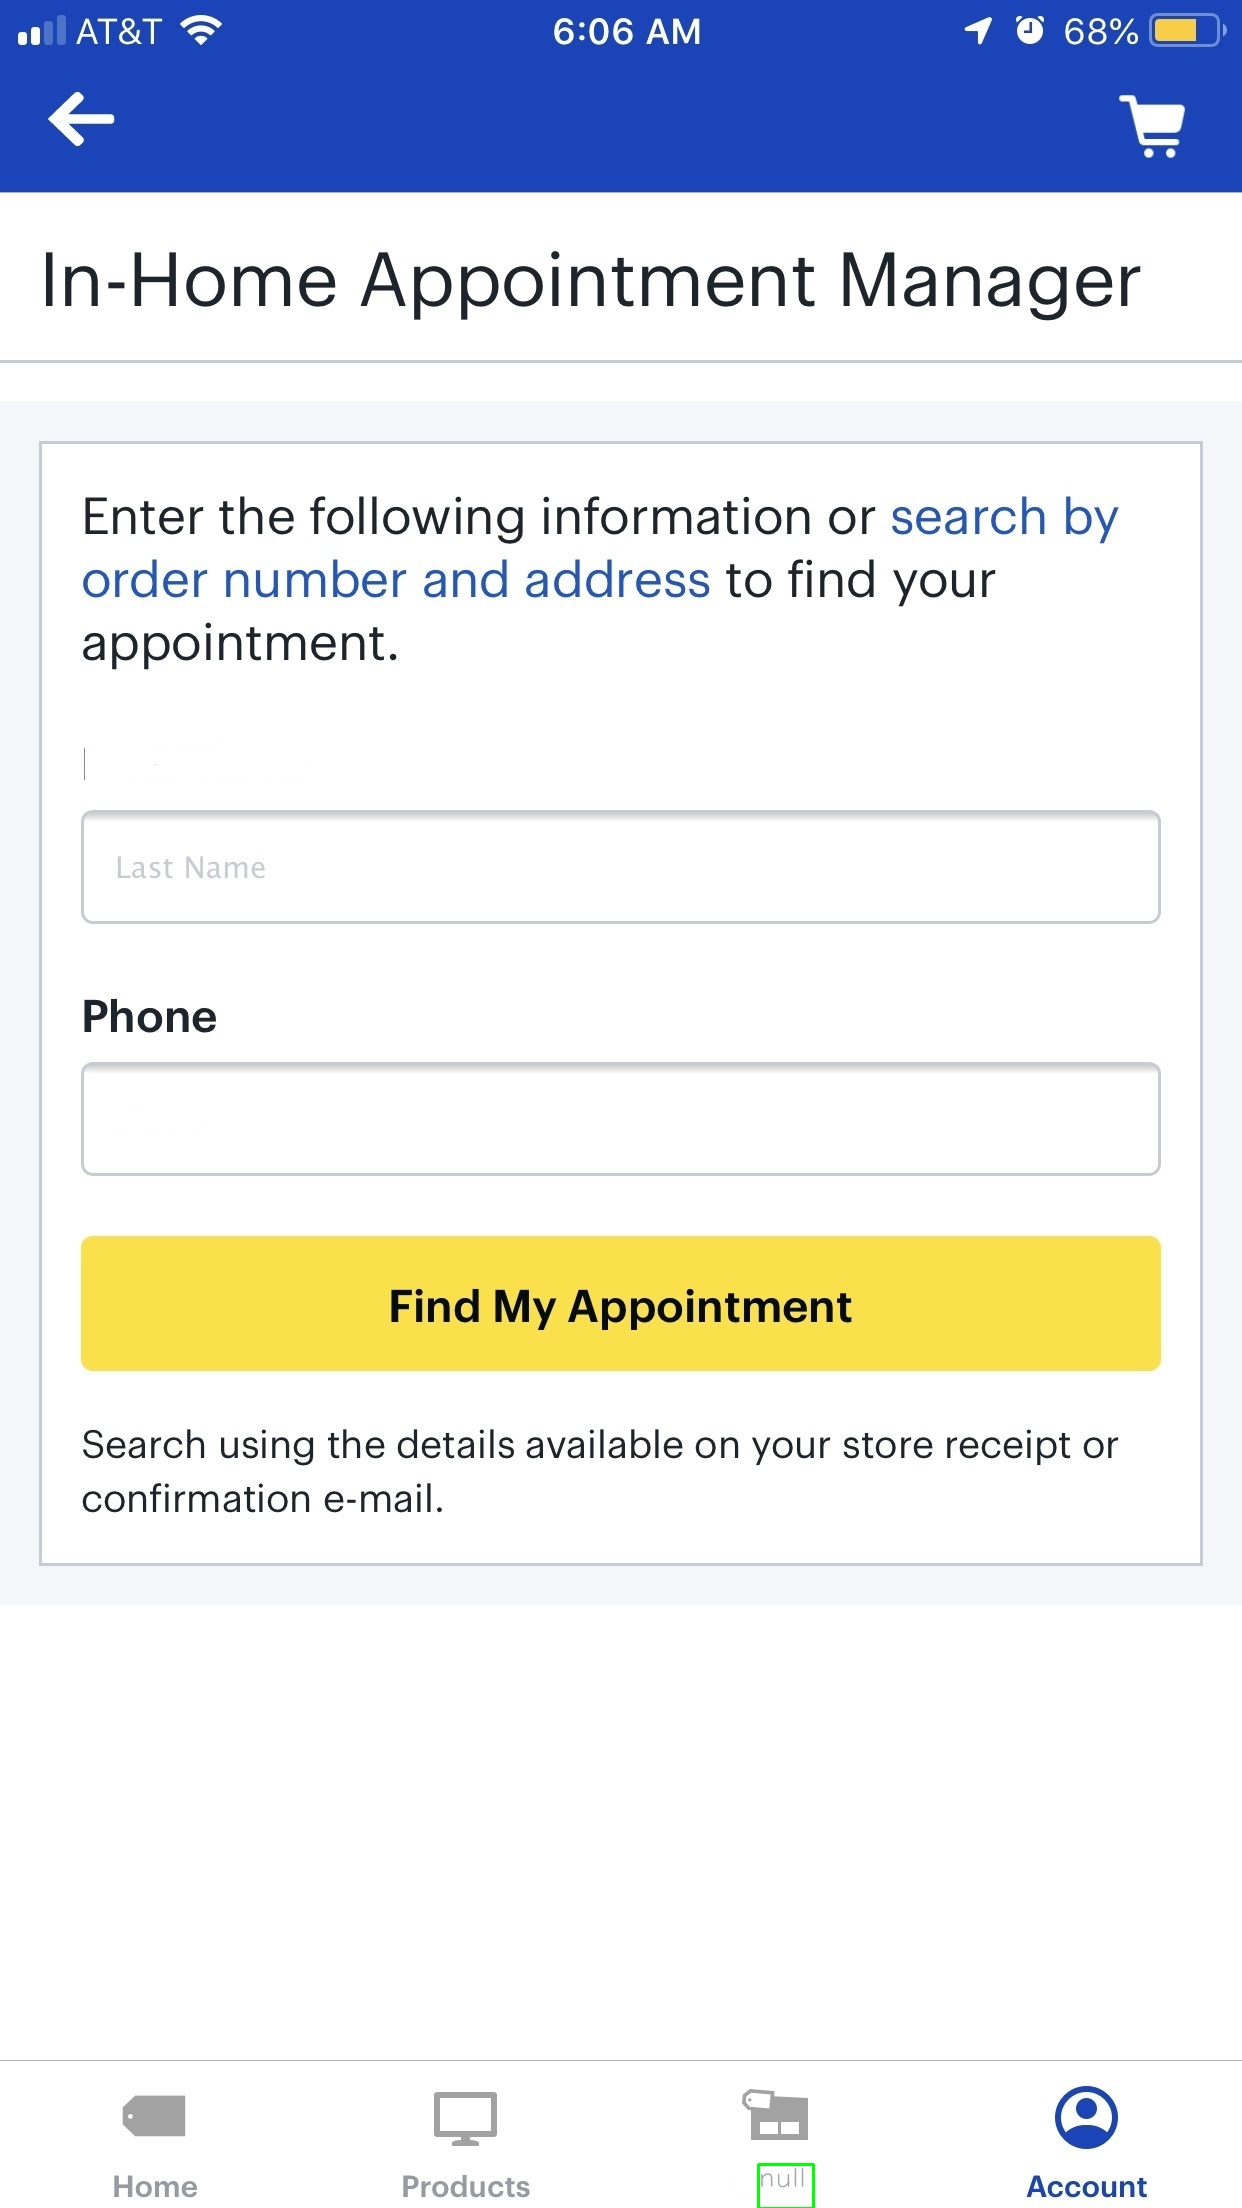 AT&T 6:06 AM 68%
In-Home Appointment Manager
Enter the following information or search by
order number and address to find your
appointment.
Last Name
Phone
Find My Appointment
Search using the details available on your store receipt or
confirmation e-mail.
Home Products null Account